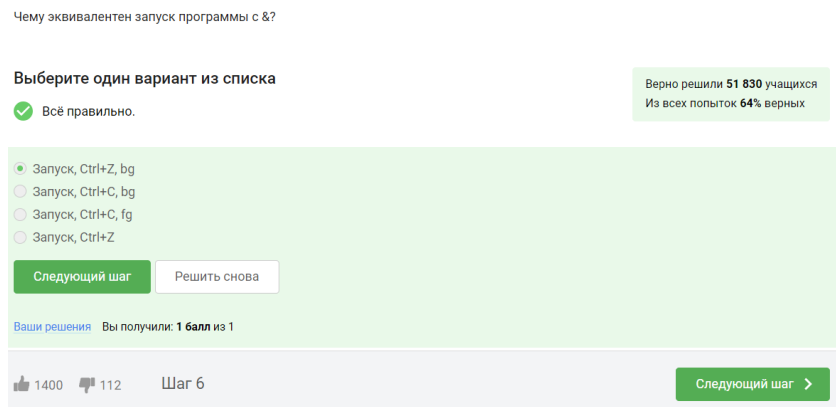 Чему эквивалентен запуск программы с &?
Выберите один вариант из списка
Верно решили 51 830 учащихся
Из всех попыток 64% верных
Всё правильно.
Запуск, Ctrl+Z, bg
Запуск, Ctrl+C, bg
Запуск, Ctrl+C, fg
Запуск, Ctrl+Z
Следующий шаг
Решить снова
Ваши решения Вы получили: 1 балл из 1
1400 112 Шаг 6
Следующий шаг